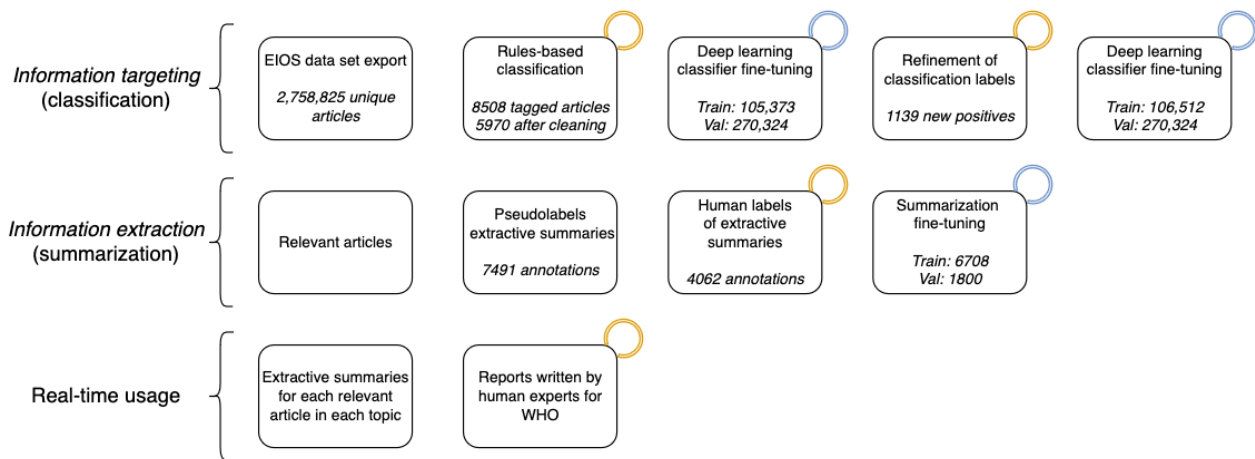 Information targeting
(classification)
EIOS data set export
2,758,825 unique
articles
Rules-based
classification
8508 tagged articles
5970 after cleaning
Deep learning
classifier fine-tuning
Train: 105,373
Val: 270,324
Refinement of
classification labels
1139 new positives
Deep learning
classifier fine-tuning
Train: 106,512
Val: 270,324
Information extraction
(summarization)
Relevant articles
Pseudolabels
extractive summaries
7491 annotations
Human labels
of extractive
summaries
4062 annotations
Summarization
fine-tuning
Train: 6708
Val: 1800
Real-time usage
Extractive summaries
for each relevant
article in each topic
Reports written by
human experts for
WHO